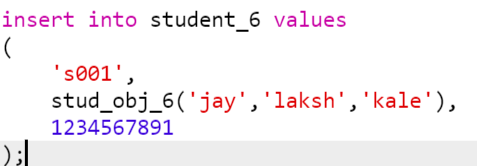 insert into student_6 values
(
    's001',
    stud_obj_6('jay','laksh','kale'),
    1234567891
);